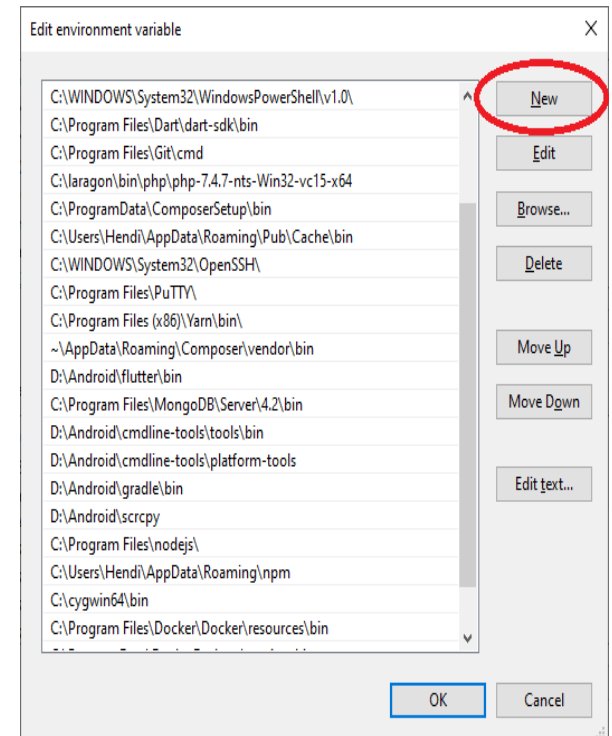 Edit environment variable
C:\WINDOWS\System32\WindowsPowerShell\v1.0\
C:\Program Files\Dart\dart-sdk\bin
C:\Program Files\Git\cmd
C:\laragon\bin\php\php-7.4.7-nts-Win32-vc15-x64
C:\ProgramData\ComposerSetup\bin
C:\Users\Hendi\AppData\Roaming\Pub\Cache\bin
C:\WINDOWS\System32\OpenSSH\
C:\Program Files\PuTTY\
C:\Program Files (x86)\Yarn\bin\
~\AppData\Roaming\Composer\vendor\bin
D:\Android\flutter\bin
C:\Program Files\MongoDB\Server\4.2\bin
D:\Android\cmdline-tools\tools\bin
D:\Android\cmdline-tools\platform-tools
D:\Android\gradle\bin
D:\Android\scrcpy
C:\Program Files\nodejs\
C:\Users\Hendi\AppData\Roaming\npm
C:\cygwin64\bin
C:\Program Files\Docker\Docker\resources\bin
New
Edit
Browse...
Delete
Move Up
Move Down
Edit text...
OK
Cancel